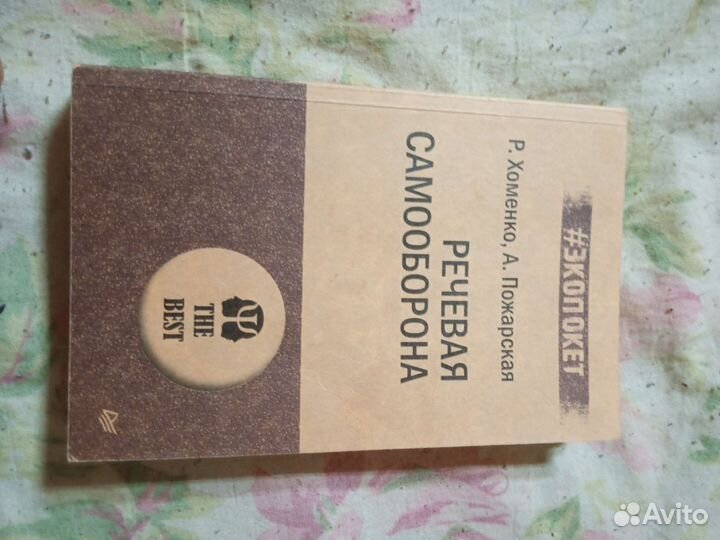 #ЭКОПОКЕТ
Р. Хоменко, А. Пожарская
РЕЧЕВАЯ
САМООБОРОНА
THE
BEST
Avito